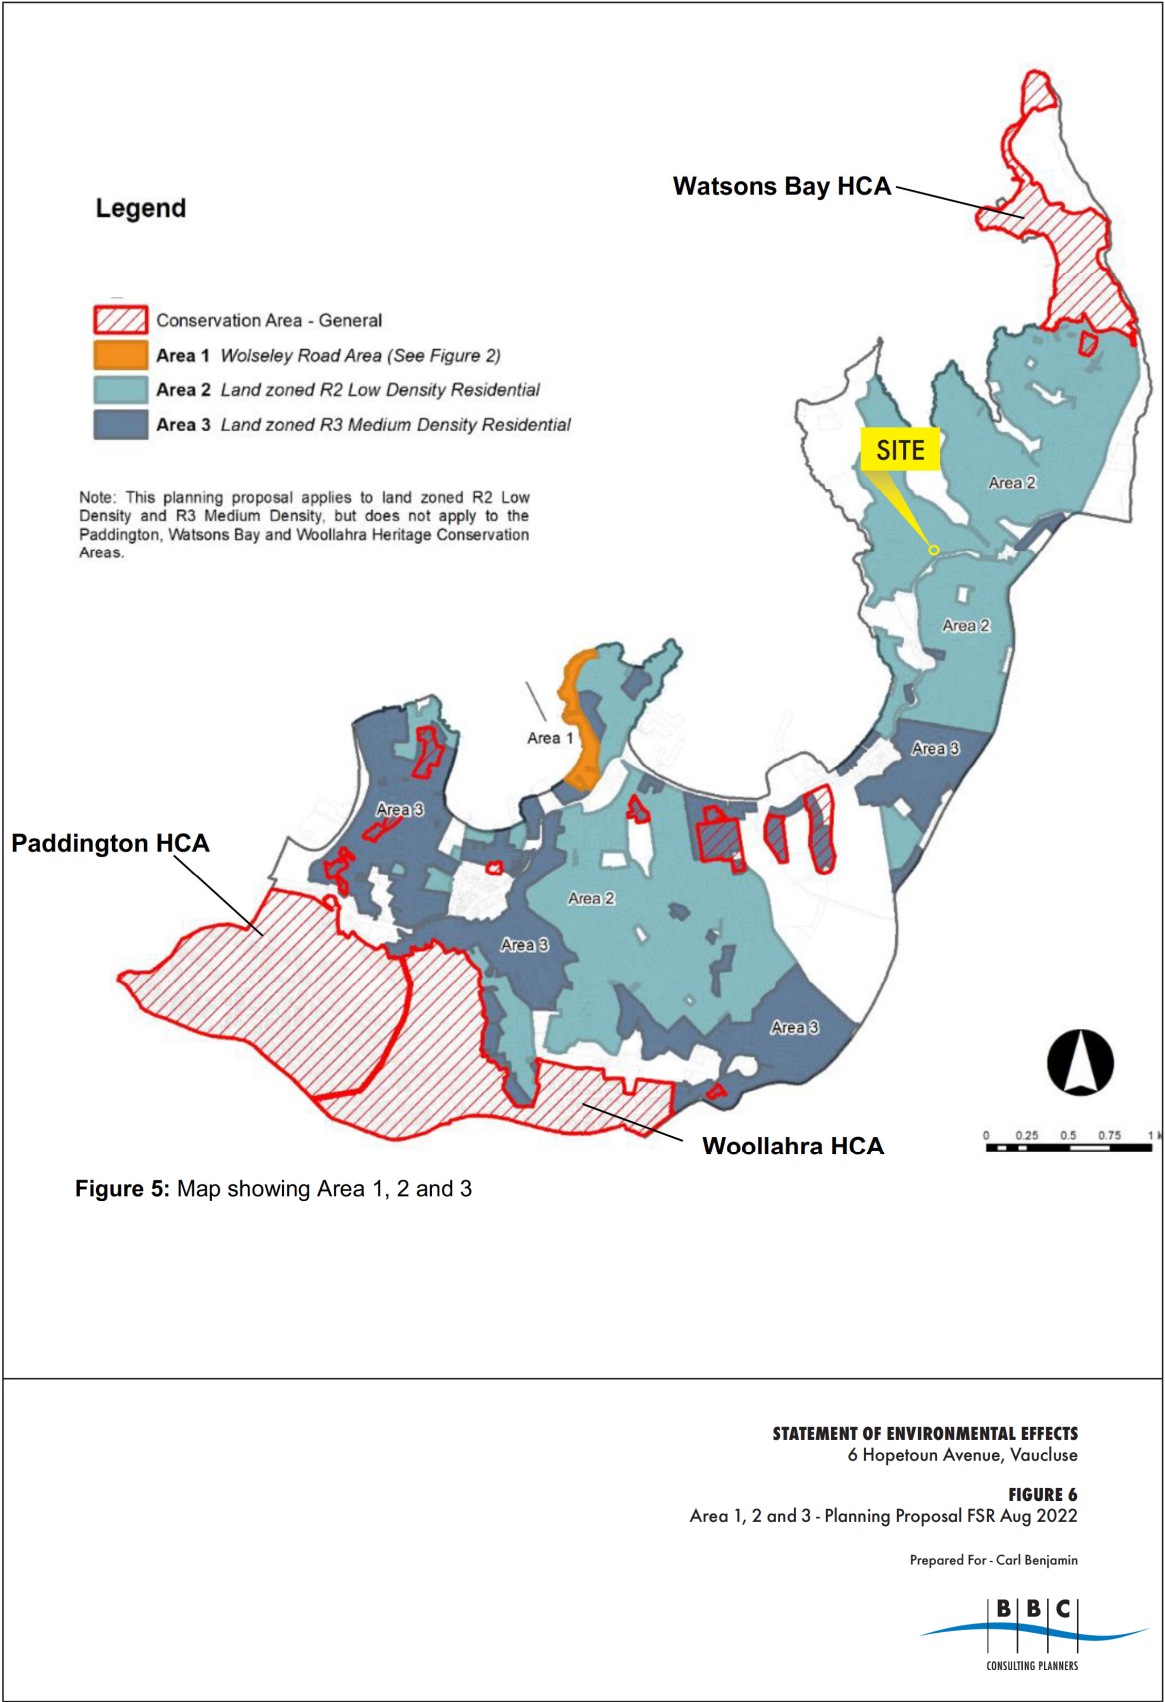 Watsons Bay HCA
Legend
Conservation Area - General
Area 1 Wolseley Road Area (See Figure 2)
Area 2 Land zoned R2 Low Density Residential
Area 3 Land zoned R3 Medium Density Residential
SITE
Area 2
Note: This planning proposal applies to land zoned R2 Low
Density and R3 Medium Density, but does not apply to the
Paddington, Watsons Bay and Woollahra Heritage Conservation
Areas.
Area 2
Area 1
Area 3
Area 3
Paddington HCA
Area 2
Area 3
Area 3
Woollahra HCA
0 0.25 0.5 0.75 1 k
Figure 5: Map showing Area 1, 2 and 3
STATEMENT OF ENVIRONMENTAL EFFECTS
6 Hopetoun Avenue, Vaucluse
FIGURE 6
Area 1, 2 and 3 - Planning Proposal FSR Aug 2022
Prepared For - Carl Benjamin
B B C
CONSULTING PLANNERS